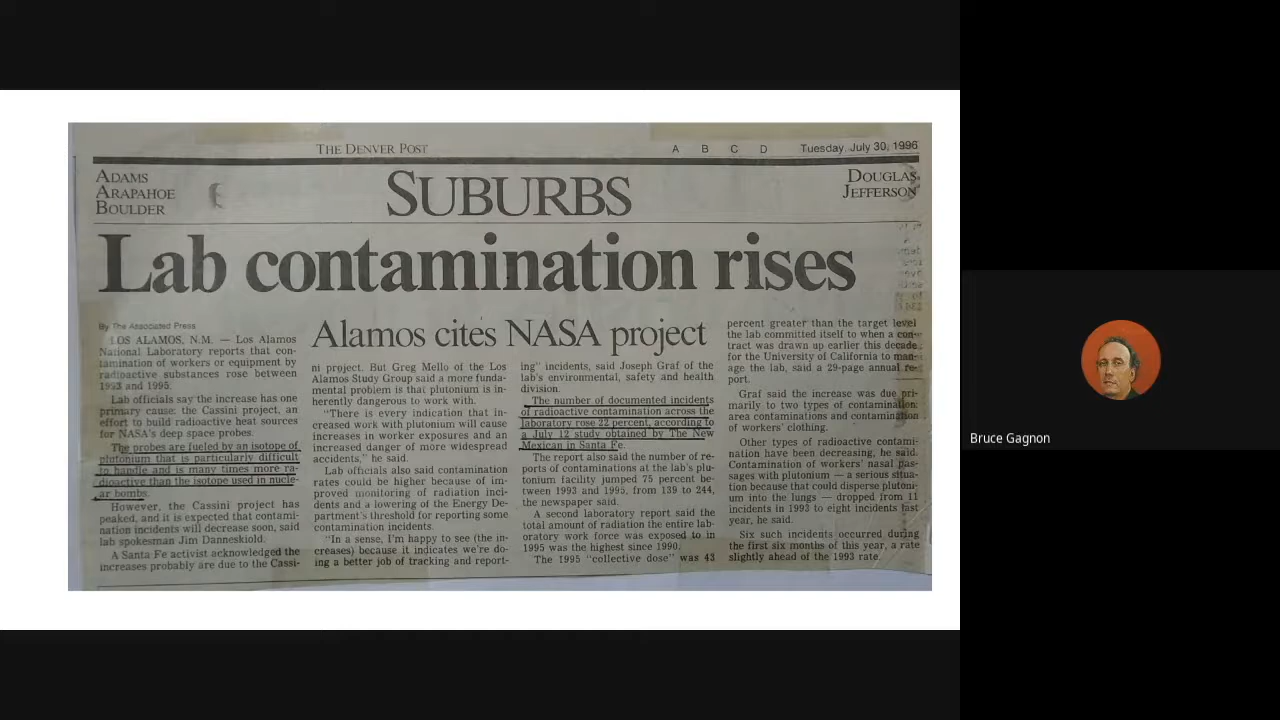 THE DENVER POST
A B C D Tuesday, July 30, 1996
ADAMS
ARAPAHOE
BOULDER
SUBURBS
DOUGLAS
JEFFERSON
Lab contamination rises
Alamos cites NASA project
By The Associated Press
LOS ALAMOS, N.M. — Los Alamos
National Laboratory reports that con-
tamination of workers or equipment by
radioactive substances rose between
1993 and 1995.
Lab officials say the increase has one
primary cause: the Cassini project, an
effort to build radioactive heat sources
for NASA's deep space probes.
The probes are fueled by an isotope of
plutonium that is particularly difficult
to handle and is many times more ra-
dioactive than the isotope used in nucle-
ar bombs.
However, the Cassini project has
peaked, and it is expected that contami-
nation incidents will decrease soon, said
lab spokesman Jim Danneskiold.
A Santa Fe activist acknowledged the
increases probably are due to the Cassi-
ni project. But Greg Mello of the Los
Alamos Study Group said a more funda-
mental problem is that plutonium is in-
herently dangerous to work with.
"There is every indication that in-
creased work with plutonium will cause
increases in worker exposures and an
increased danger of more widespread
accidents," he said.
Lab officials also said contamination
rates could be higher because of im-
proved monitoring of radiation inci-
dents and a lowering of the Energy De-
partment's threshold for reporting some
contamination incidents.
"In a sense, I'm happy to see (the in-
creases) because it indicates we're do-
ing a better job of tracking and report-
ing" incidents, said Joseph Graf of the
lab's environmental, safety and health
division.
The number of documented incidents
of radioactive contamination across the
laboratory rose 22 percent, according to
a July 12 study obtained by The New
Mexican in Santa Fe.
The report also said the number of re-
ports of contaminations at the lab's plu-
tonium facility jumped 75 percent be-
tween 1993 and 1995, from 139 to 244,
the newspaper said.
A second laboratory report said the
total amount of radiation the entire lab-
oratory work force was exposed to in
1995 was the highest since 1990.
The 1995 "collective dose" was 43
percent greater than the target level
the lab committed itself to when a con-
tract was drawn up earlier this decade
for the University of California to man-
age the lab, said a 29-page annual re-
port.
Graf said the increase was due pri-
marily to two types of contamination:
area contaminations and contamination
of workers' clothing.
Other types of radioactive contami-
nation have been decreasing, he said.
Contamination of workers' nasal pas-
sages with plutonium — a serious situa-
tion because that could disperse plutoni-
um into the lungs — dropped from 11
incidents in 1993 to eight incidents last
year, he said.
Six such incidents occurred during
the first six months of this year, a rate
slightly ahead of the 1993 rate.
Bruce Gagnon